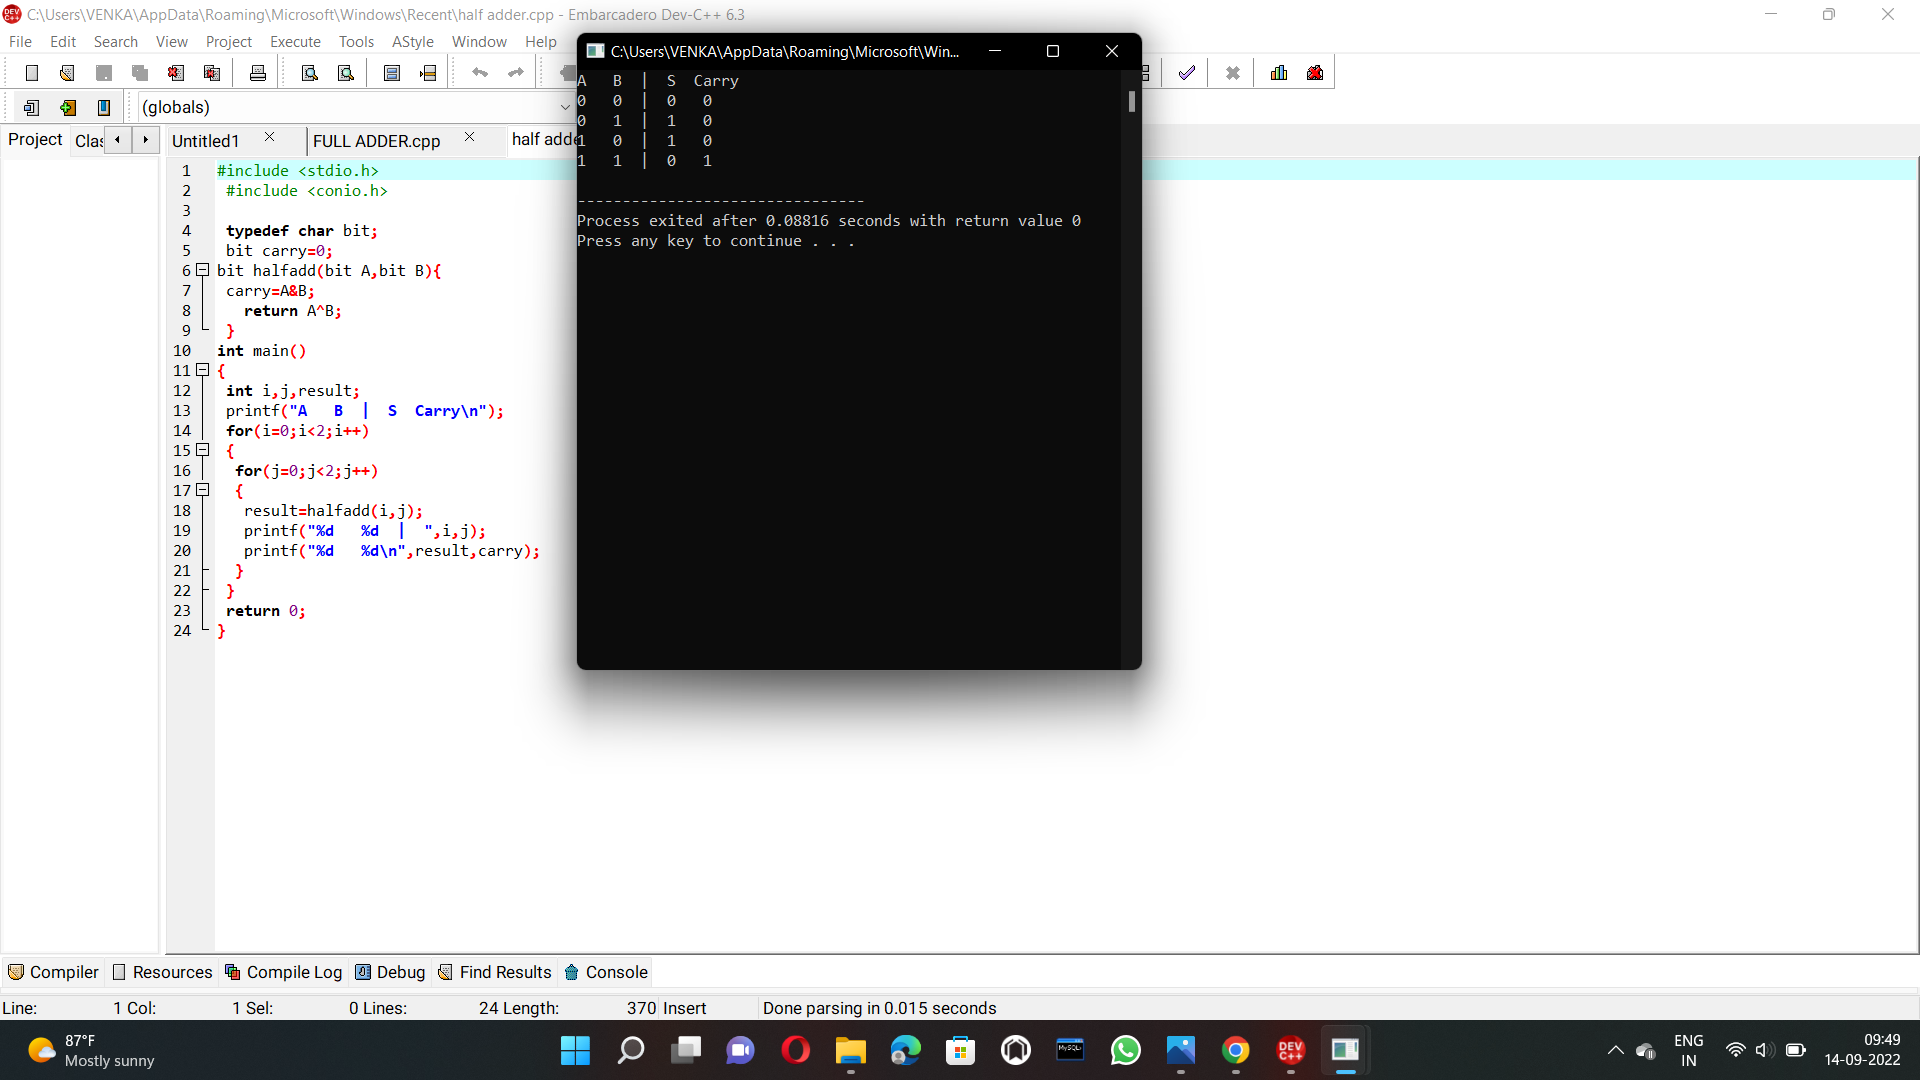 C:\Users\VENKA\AppData\Roaming\Microsoft\Windows\Recent\half adder.cpp - Embarcadero Dev-C++ 6.3
File Edit Search View Project Execute Tools AStyle Window Help
(globals)
Project Clas
Untitled1 FULL ADDER.cpp half adde
1 #include <stdio.h>
2 #include <conio.h>
3
4 typedef char bit;
5 bit carry=0;
6 bit halfadd(bit A,bit B){
7 carry=A&B;
8 return A^B;
9 }
10 int main()
11 {
12 int i,j,result;
13 printf("A   B  |  S  Carry\n");
14 for(i=0;i<2;i++)
15 {
16 for(j=0;j<2;j++)
17 {
18 result=halfadd(i,j);
19 printf("%d   %d  |  ",i,j);
20 printf("%d   %d\n",result,carry);
21 }
22 }
23 return 0;
24 }
C:\Users\VENKA\AppData\Roaming\Microsoft\Win...
A   B  |  S  Carry
0   0  |  0   0
0   1  |  1   0
1   0  |  1   0
1   1  |  0   1
--------------------------------
Process exited after 0.08816 seconds with return value 0
Press any key to continue . . .
Compiler Resources Compile Log Debug Find Results Console
Line: 1 Col: 1 Sel: 0 Lines: 24 Length: 370 Insert Done parsing in 0.015 seconds
87°F
Mostly sunny
MySQL
DEV
C++
ENG
IN
09:49
14-09-2022